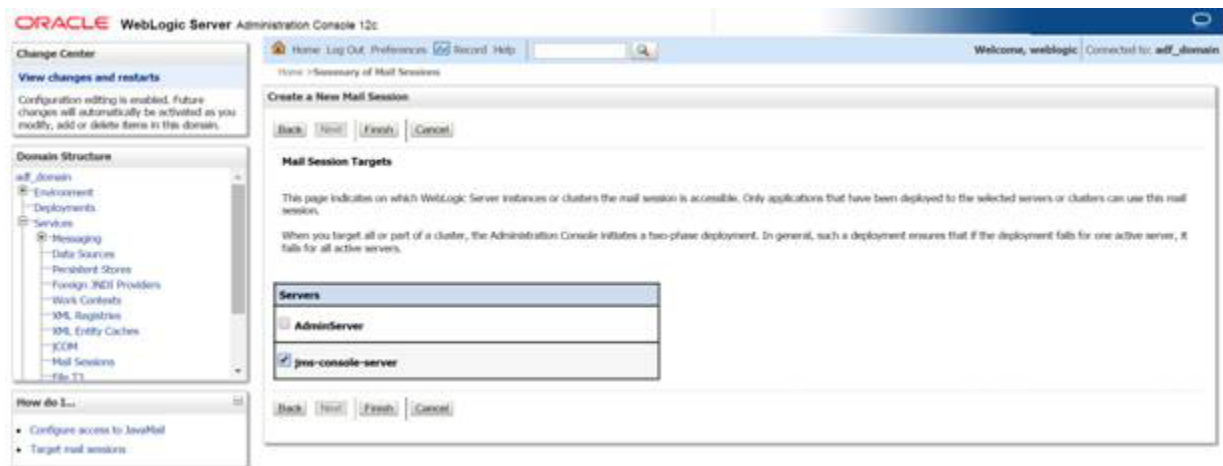 ORACLE WebLogic Server Administration Console 12c
Change Center
View changes and restarts
Configuration editing is enabled. Future
changes will automatically be activated as you
modify, add or delete items in this domain.
Domain Structure
adf_domain
Environment
Deployments
Services
Messaging
Data Sources
Persistent Stores
Foreign JNDI Providers
Work Contexts
XML Registries
XML Entity Caches
jCOM
Mail Sessions
File T3
How do I...
Configure access to JavaMail
Target mail sessions
Home Log Out Preferences Record Help
Welcome, weblogic Connected to: adf_domain
Home >Summary of Mail Sessions
Create a New Mail Session
Back Next Finish Cancel
Mail Session Targets
This page indicates on which WebLogic Server instances or clusters the mail session is accessible. Only applications that have been deployed to the selected servers or clusters can use this mail
session.
When you target all or part of a cluster, the Administration Console initiates a two-phase deployment. In general, such a deployment ensures that if the deployment fails for one active server, it
fails for all active servers.
Servers
AdminServer
jms-console-server
Back Next Finish Cancel